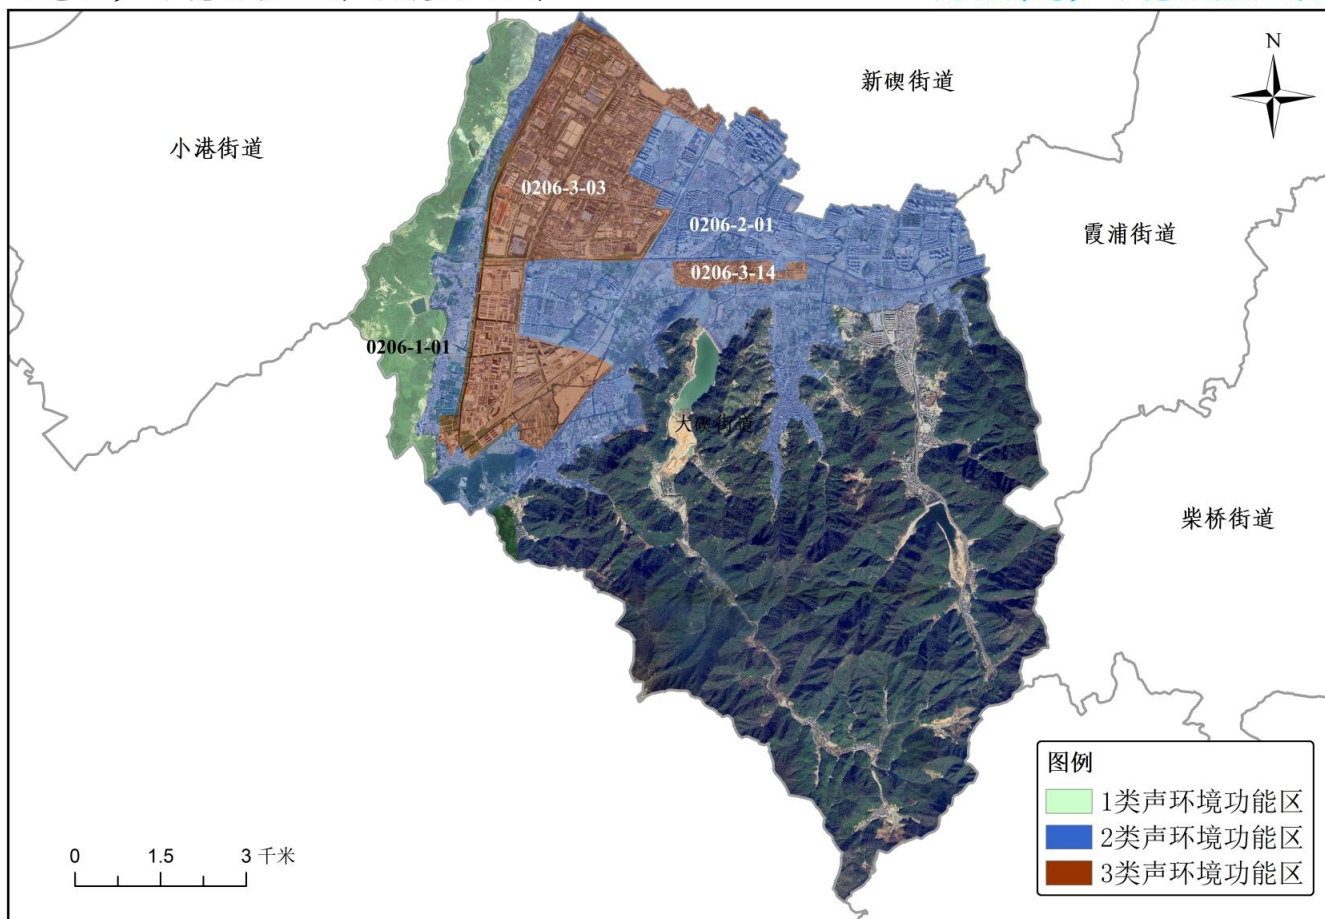 新碶街道
N
小港街道
0206-3-03
0206-2-01
霞浦街道
0206-3-14
0206-1-01
大碶街道
柴桥街道
图例
1类声环境功能区
2类声环境功能区
3类声环境功能区
0 1.5 3 千米